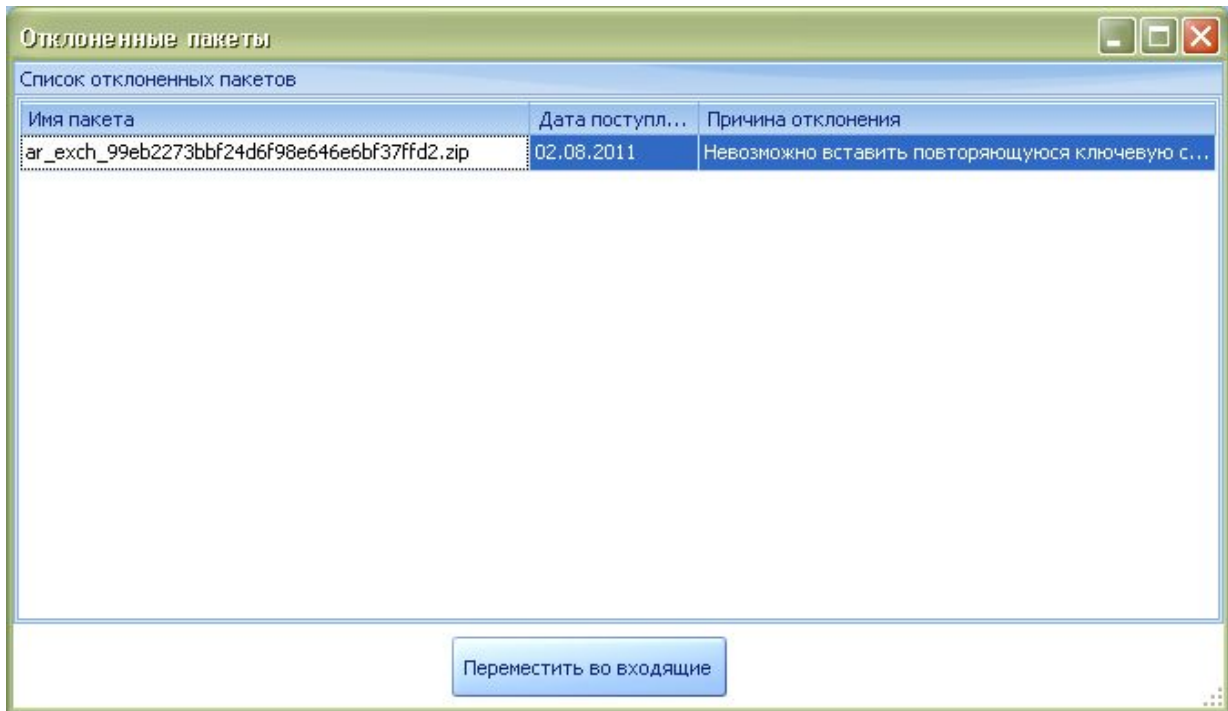 Отклоненные пакеты
Список отклоненных пакетов
Имя пакета Дата поступл... Причина отклонения
ar_exch_99eb2273bbf24d6f98e646e6bf37ffd2.zip 02.08.2011 Невозможно вставить повторяющуюся ключевую с...
Переместить во входящие